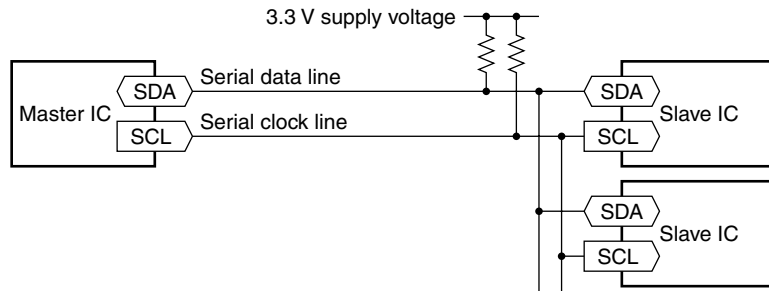 3.3 V supply voltage
Serial data line
SDA
Master IC
Serial clock line
SCL
SDA
Slave IC
SCL
SDA
Slave IC
SCL